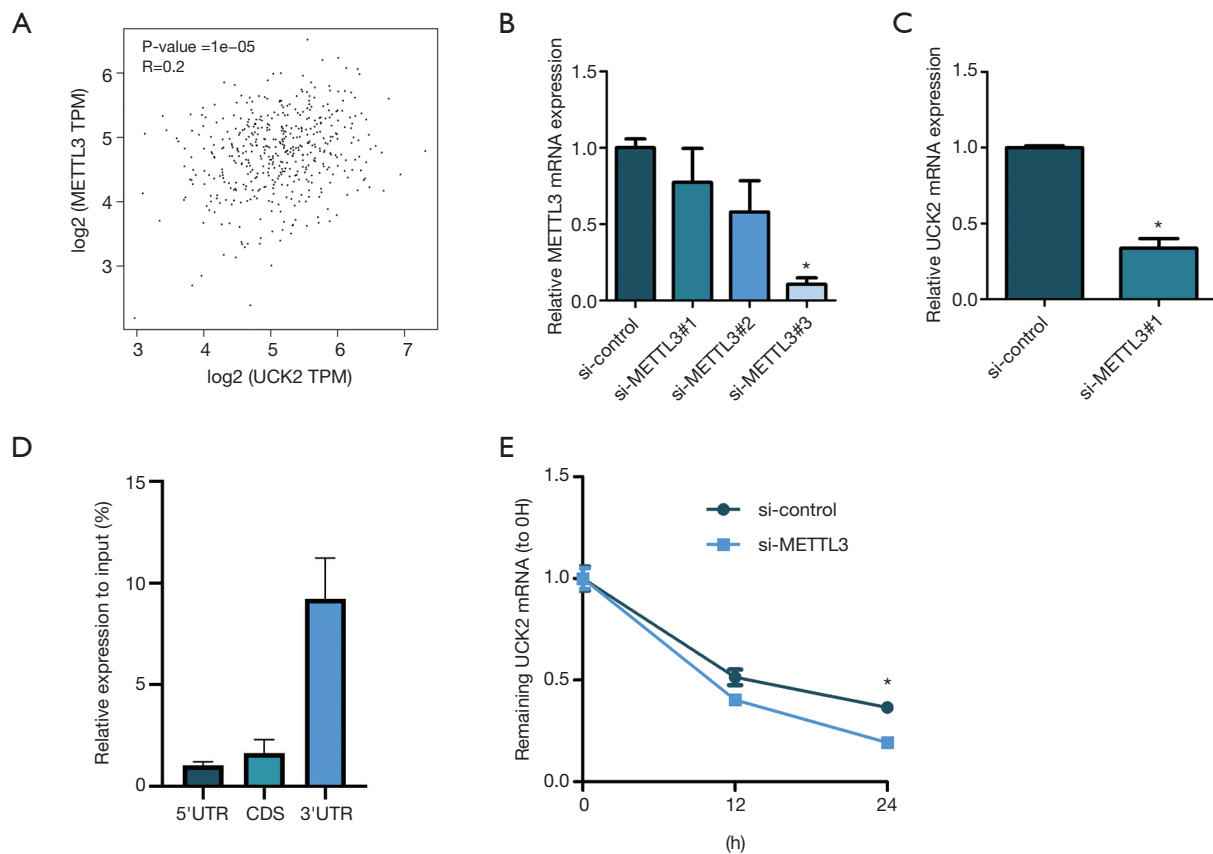 A
P-value =1e−05
R=0.2
log2 (METTL3 TPM)
6
5
4
3
3 4 5 6 7
log2 (UCK2 TPM)
B
Relative METTL3 mRNA expression
1.5
1.0
0.5
0.0
*
si-control
si-METTL3#1
si-METTL3#2
si-METTL3#3
C
Relative UCK2 mRNA expression
1.5
1.0
0.5
0.0
*
si-control
si-METTL3#1
D
Relative expression to input (%)
15
10
5
0
5'UTR CDS 3'UTR
E
Remaining UCK2 mRNA (to 0H)
1.5
1.0
0.5
0.0
si-control
si-METTL3
*
0 12 24
(h)